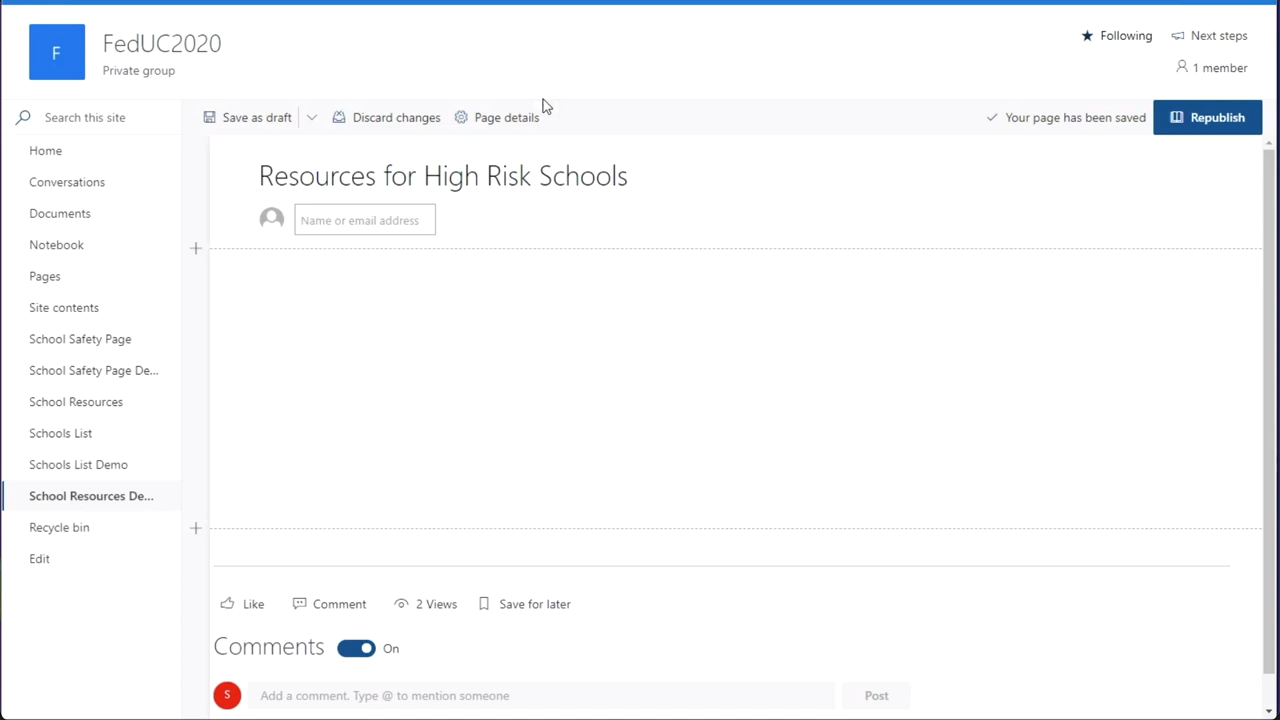 F
FedUC2020
Private group
Following
Next steps
1 member
Search this site
Save as draft
Discard changes
Page details
Your page has been saved
Republish
Home
Conversations
Documents
Notebook
Pages
Site contents
School Safety Page
School Safety Page De...
School Resources
Schools List
Schools List Demo
School Resources De...
Recycle bin
Edit
Resources for High Risk Schools
Name or email address
Like
Comment
2 Views
Save for later
Comments
On
S
Add a comment. Type @ to mention someone
Post